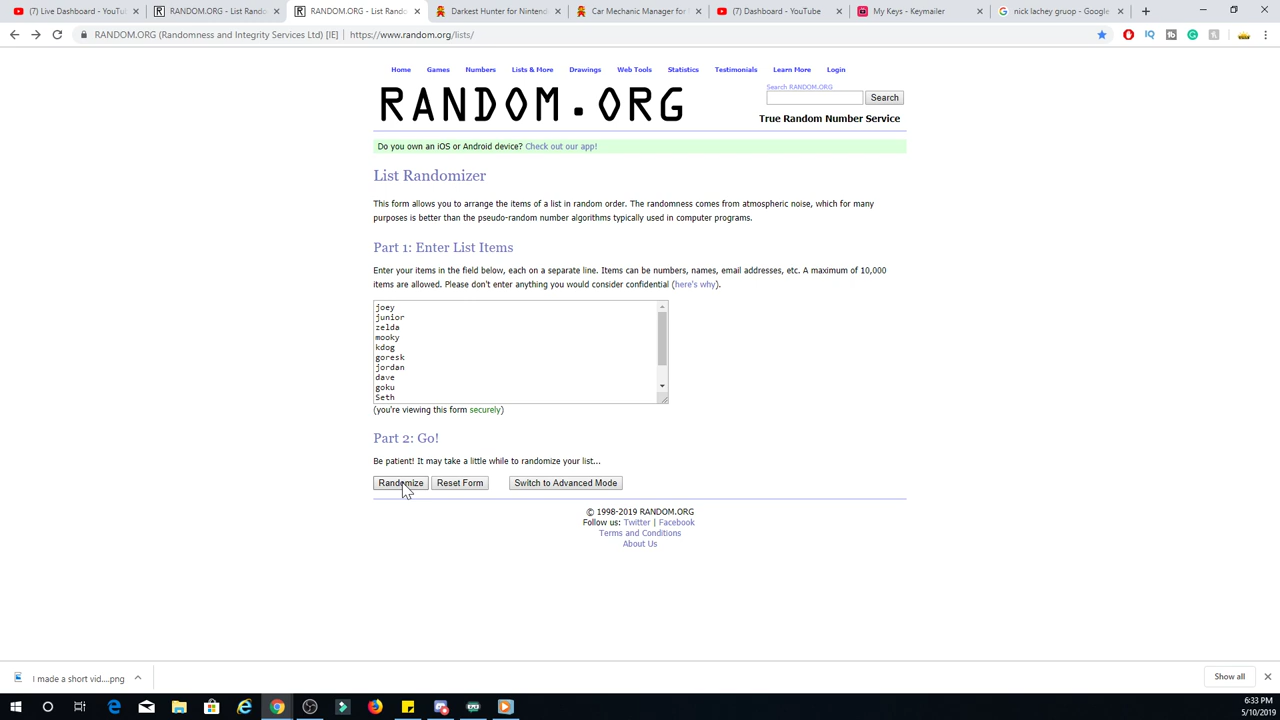 (7) Live Dashboard - YouTu
RANDOM.ORG - List Rando
RANDOM.ORG - List Rando
Darkest Hunter for Nintend
Car Mechanic Manager for
(7) Dashboard - YouTube
My Keys - Keymailer
nick lachey gruop - Google
RANDOM.ORG (Randomness and Integrity Services Ltd) [IE] | https://www.random.org/lists/
Home Games Numbers Lists & More Drawings Web Tools Statistics Testimonials Learn More Login
RANDOM.ORG
Search RANDOM.ORG
Search
True Random Number Service
Do you own an iOS or Android device? Check out our app!
List Randomizer
This form allows you to arrange the items of a list in random order. The randomness comes from atmospheric noise, which for many
purposes is better than the pseudo-random number algorithms typically used in computer programs.
Part 1: Enter List Items
Enter your items in the field below, each on a separate line. Items can be numbers, names, email addresses, etc. A maximum of 10,000
items are allowed. Please don't enter anything you would consider confidential (here's why).
joey
junior
zelda
mooky
kdog
goresk
jordan
dave
goku
Seth
(you're viewing this form securely)
Part 2: Go!
Be patient! It may take a little while to randomize your list...
Randomize Reset Form Switch to Advanced Mode
© 1998-2019 RANDOM.ORG
Follow us: Twitter | Facebook
Terms and Conditions
About Us
I made a short vid....png
Show all
6:33 PM
5/10/2019